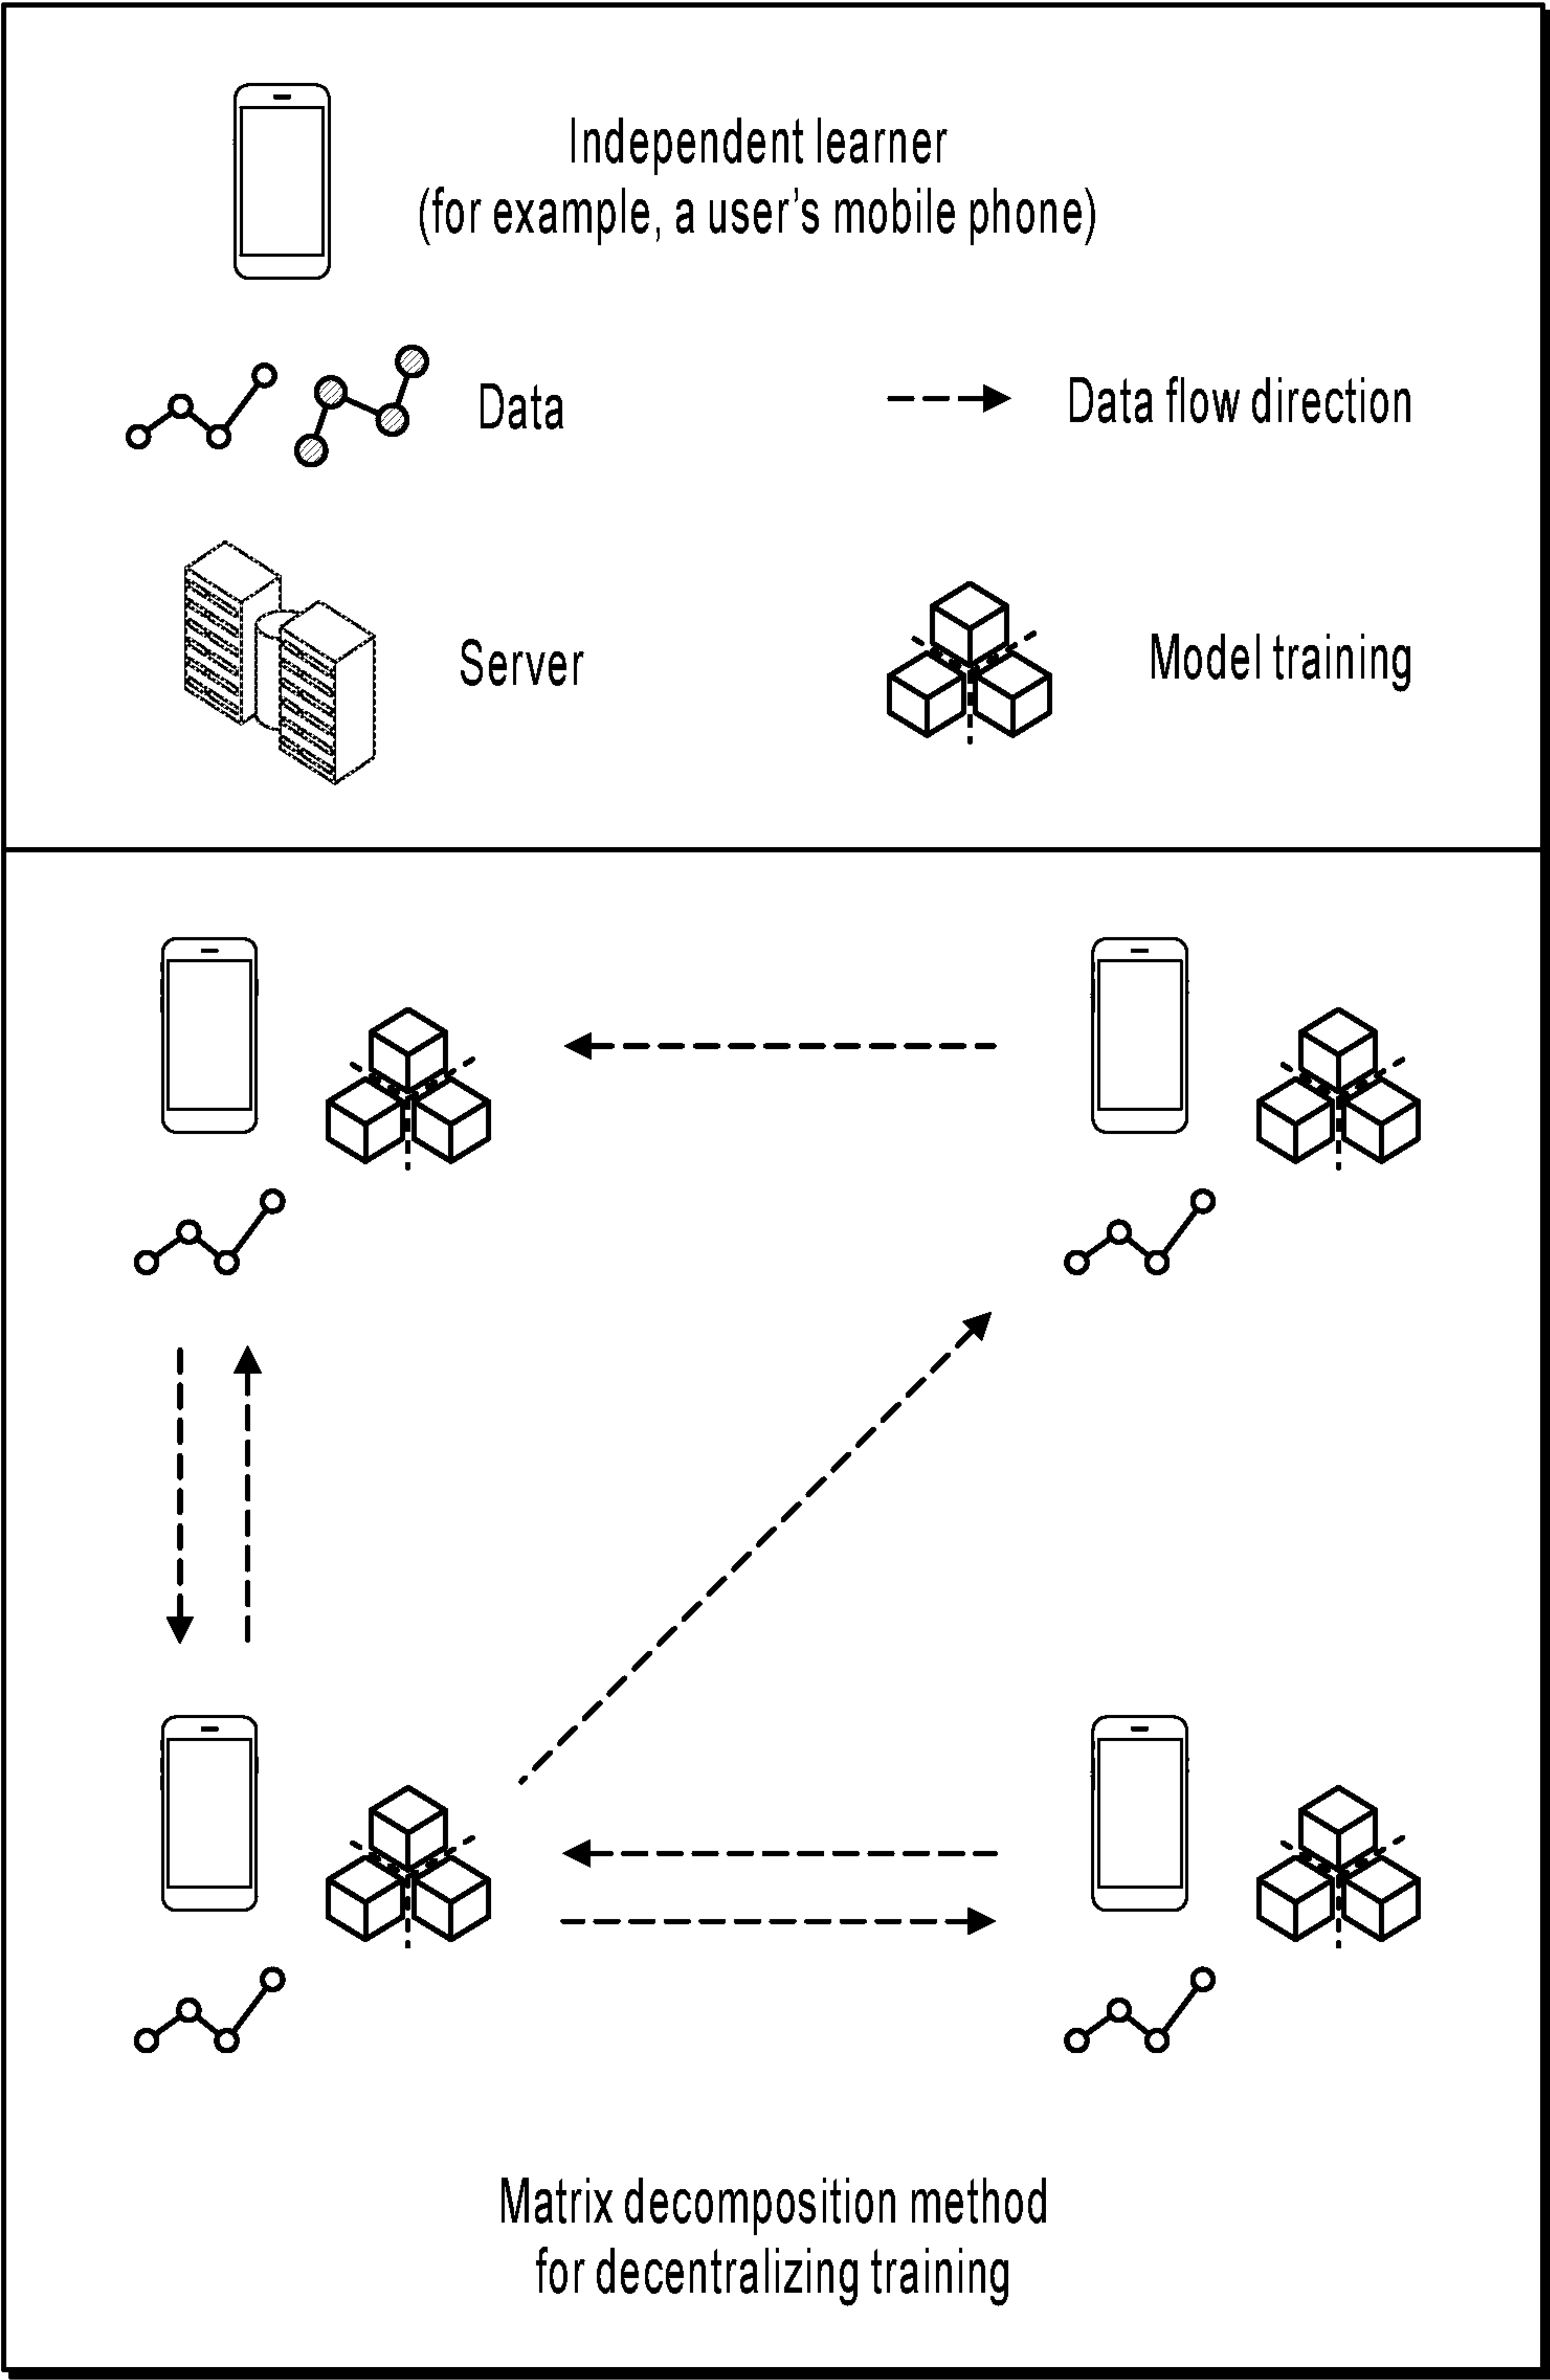 Independent learner
(for example, a user's mobile phone)
Data
Data flow direction
Server
Model training
Matrix decomposition method
for decentralizing training